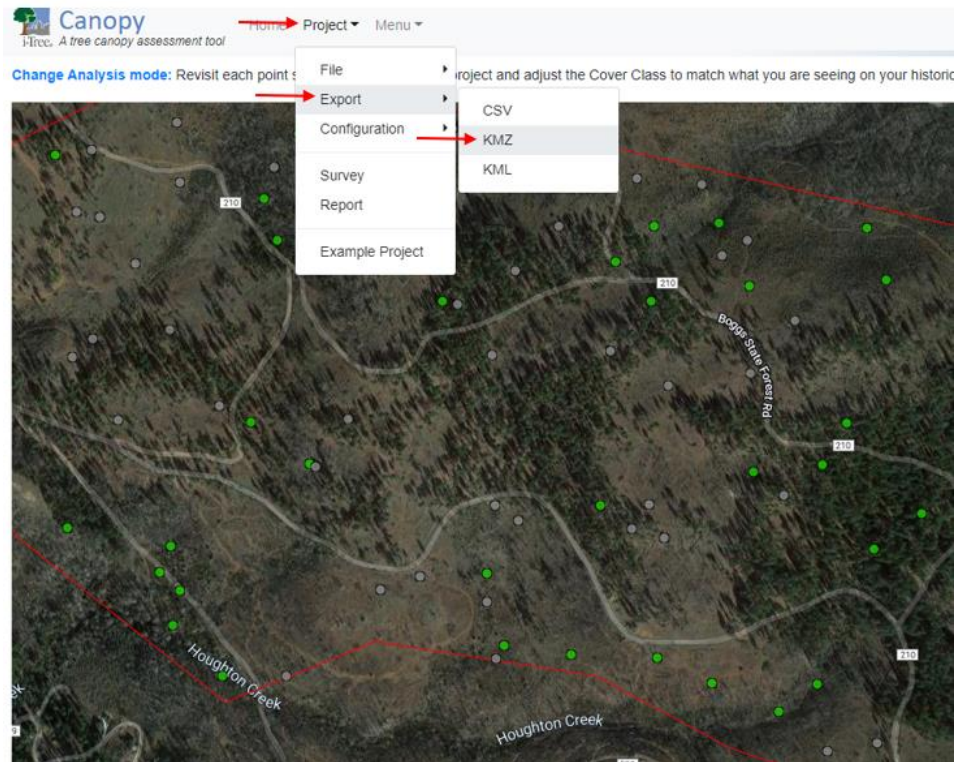 Canopy
i-Tree. A tree canopy assessment tool
Home Project Menu
Change Analysis mode: Revisit each point s project and adjust the Cover Class to match what you are seeing on your historic
File
Export
Configuration
Survey
Report
Example Project
CSV
KMZ
KML
210
210
Boggs State Forest Rd
210
210
Houghton Creek
Houghton Creek